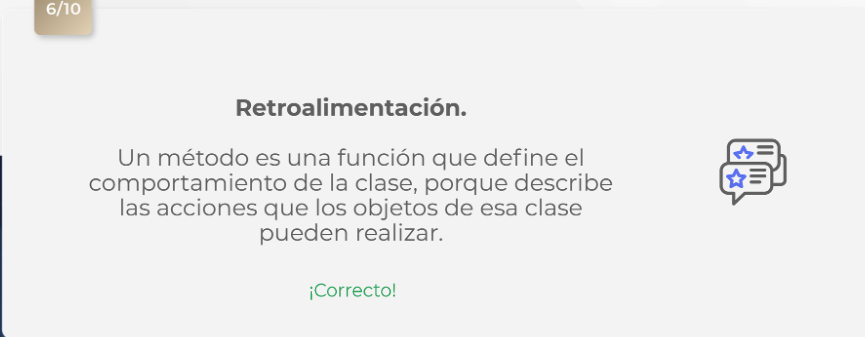 6/10
Retroalimentación.
Un método es una función que define el
comportamiento de la clase, porque describe
las acciones que los objetos de esa clase
pueden realizar.
¡Correcto!